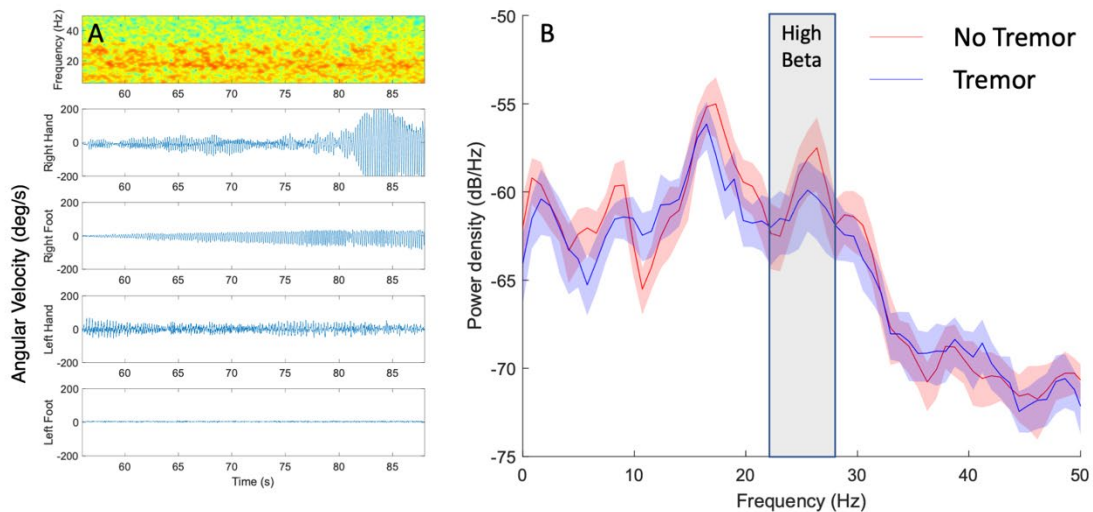 A
Frequency (Hz)
40
20
60 65 70 75 80 85
Angular Velocity (deg/s)
Right Hand
200
0
-200
60 65 70 75 80 85
Right Foot
200
0
-200
60 65 70 75 80 85
Left Hand
200
0
-200
60 65 70 75 80 85
Left Foot
200
0
-200
60 65 70 75 80 85
Time (s)
B
High
Beta
No Tremor
Tremor
Power density (dB/Hz)
-50
-55
-60
-65
-70
-75
0 10 20 30 40 50
Frequency (Hz)